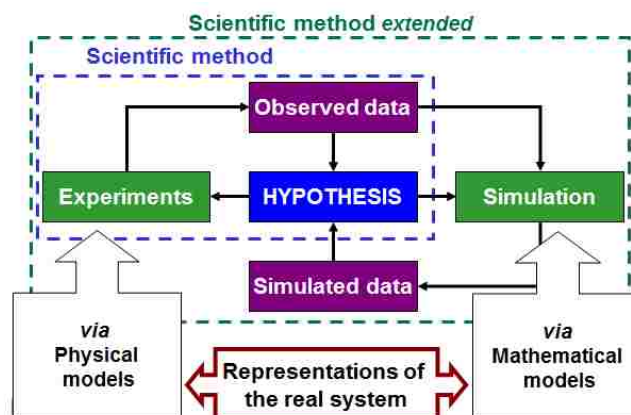 Scientific method extended
Scientific method
Observed data
Experiments
HYPOTHESIS
Simulation
Simulated data
via
Physical
models
Representations of
the real system
via
Mathematical
models